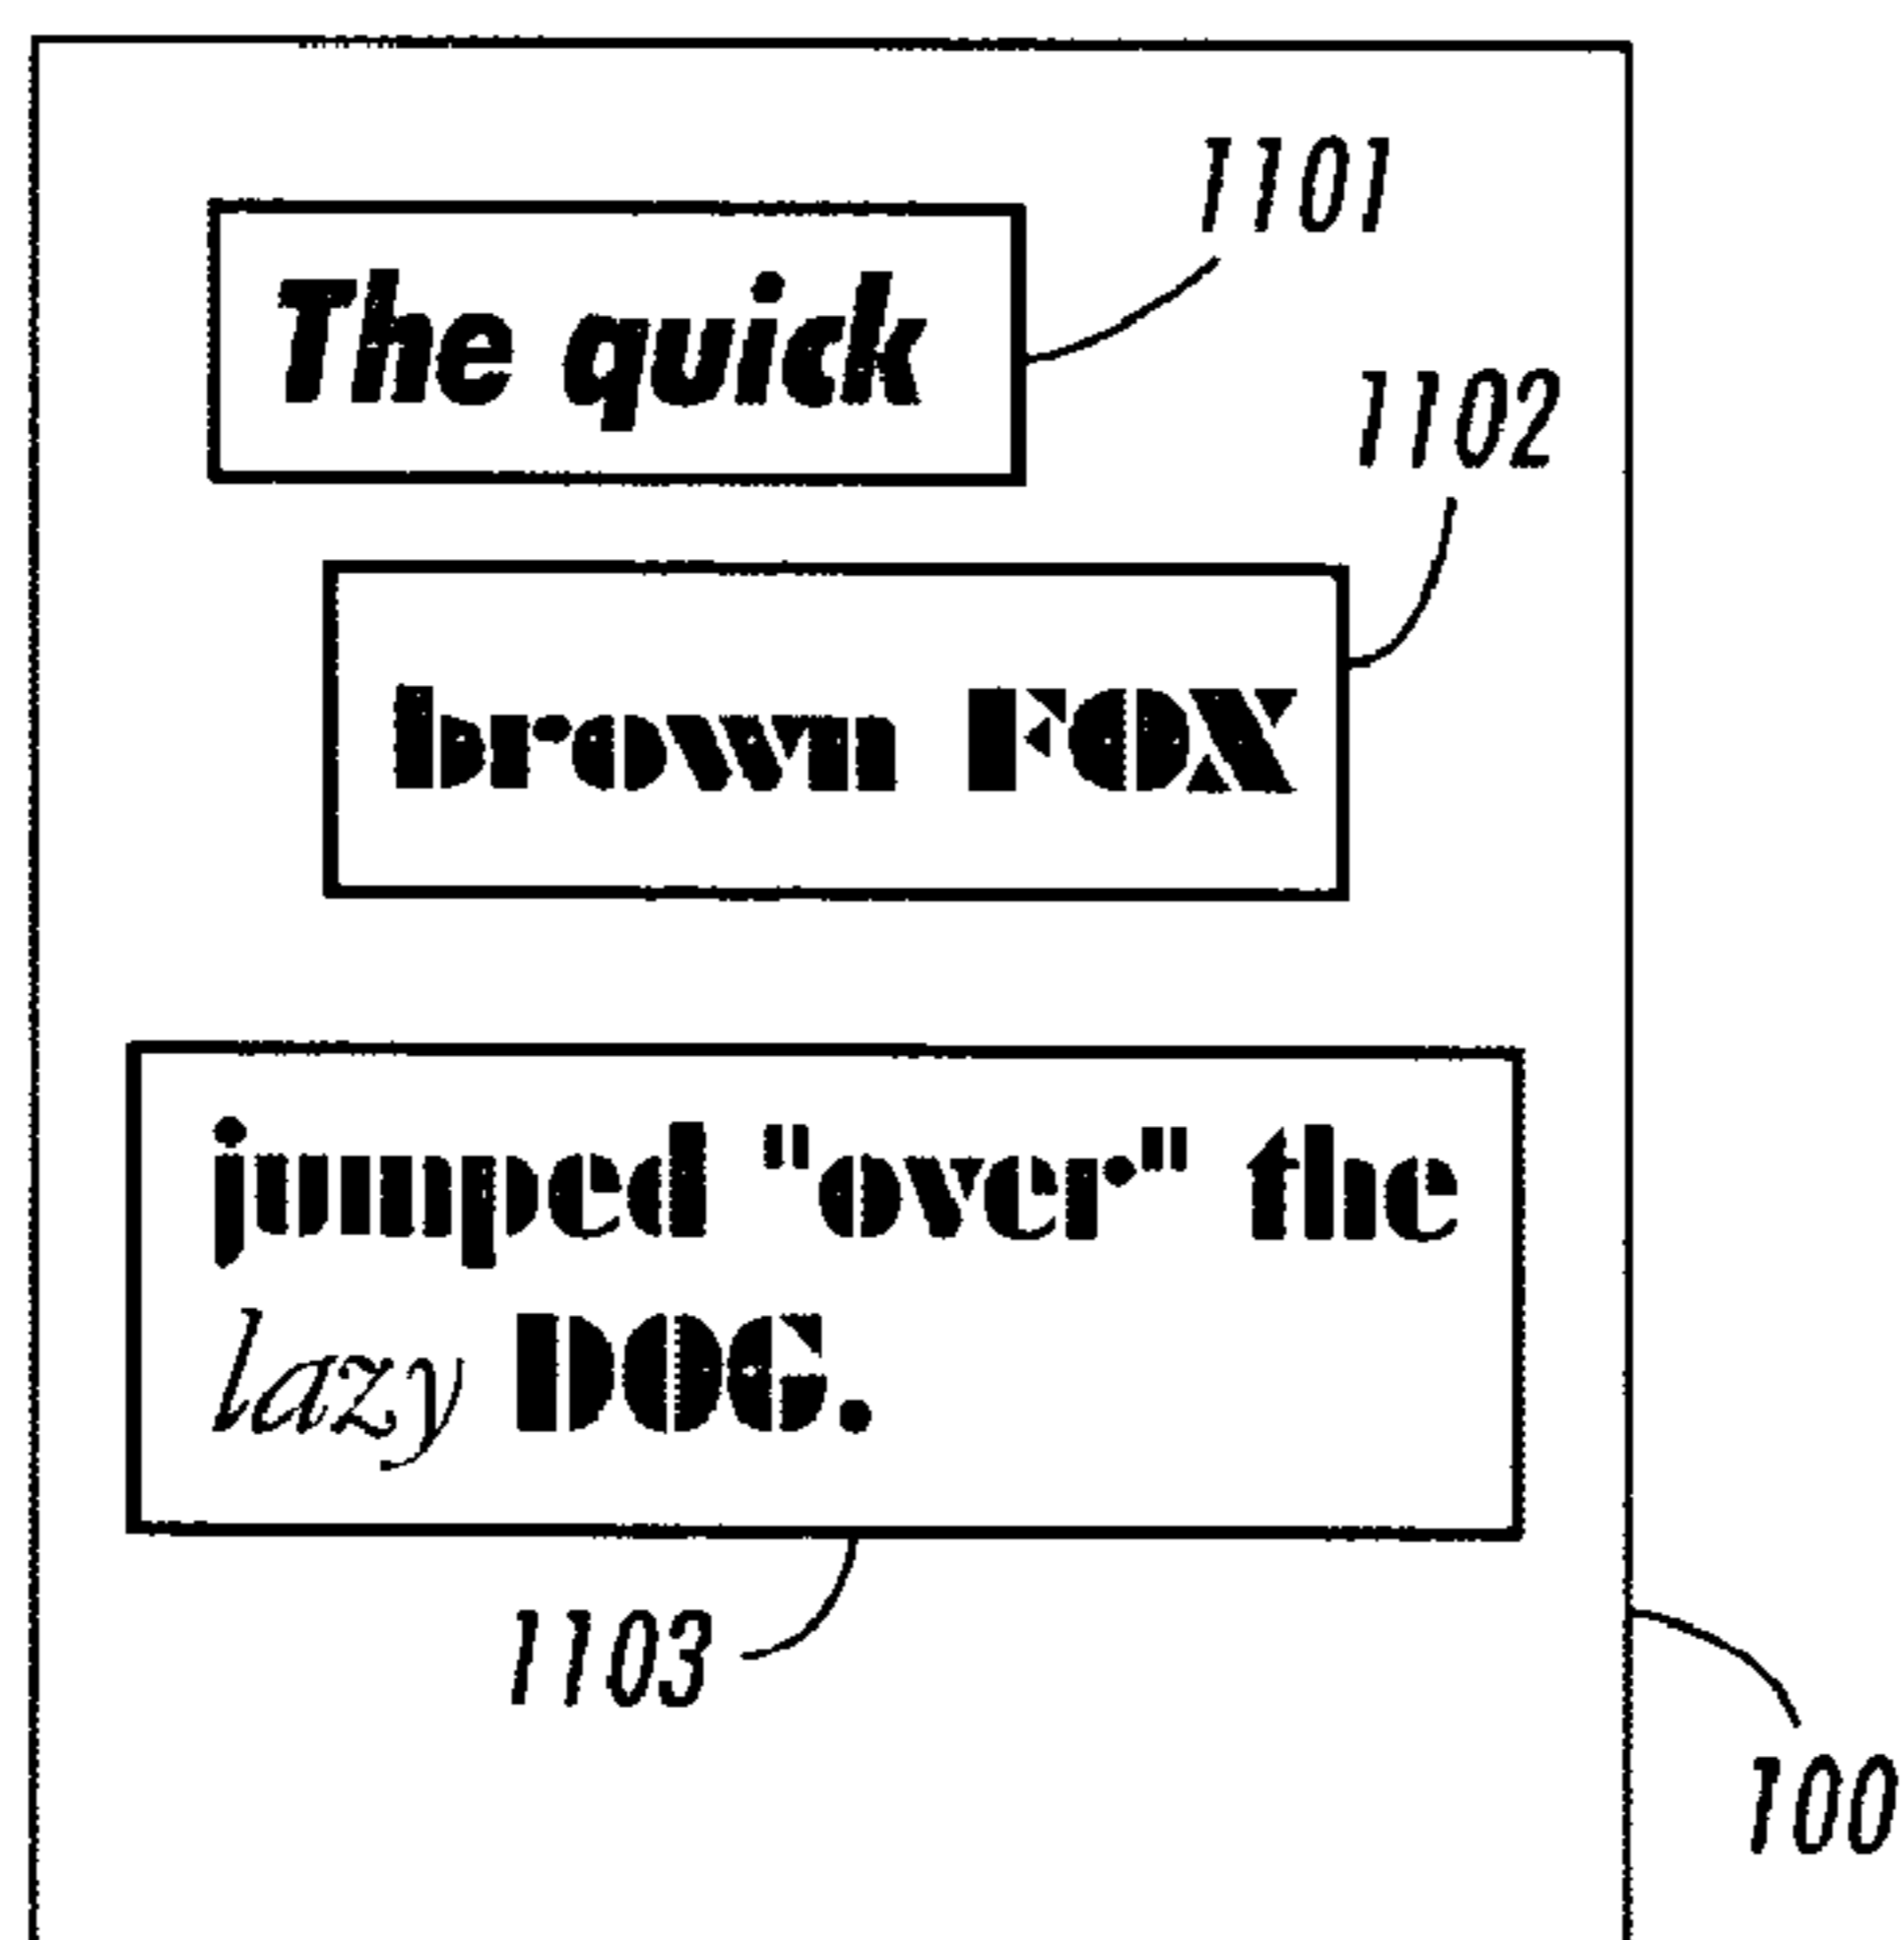 1101
The quick
1102
brown FOX
jumped "over" the
lazy DOG.
1103
100